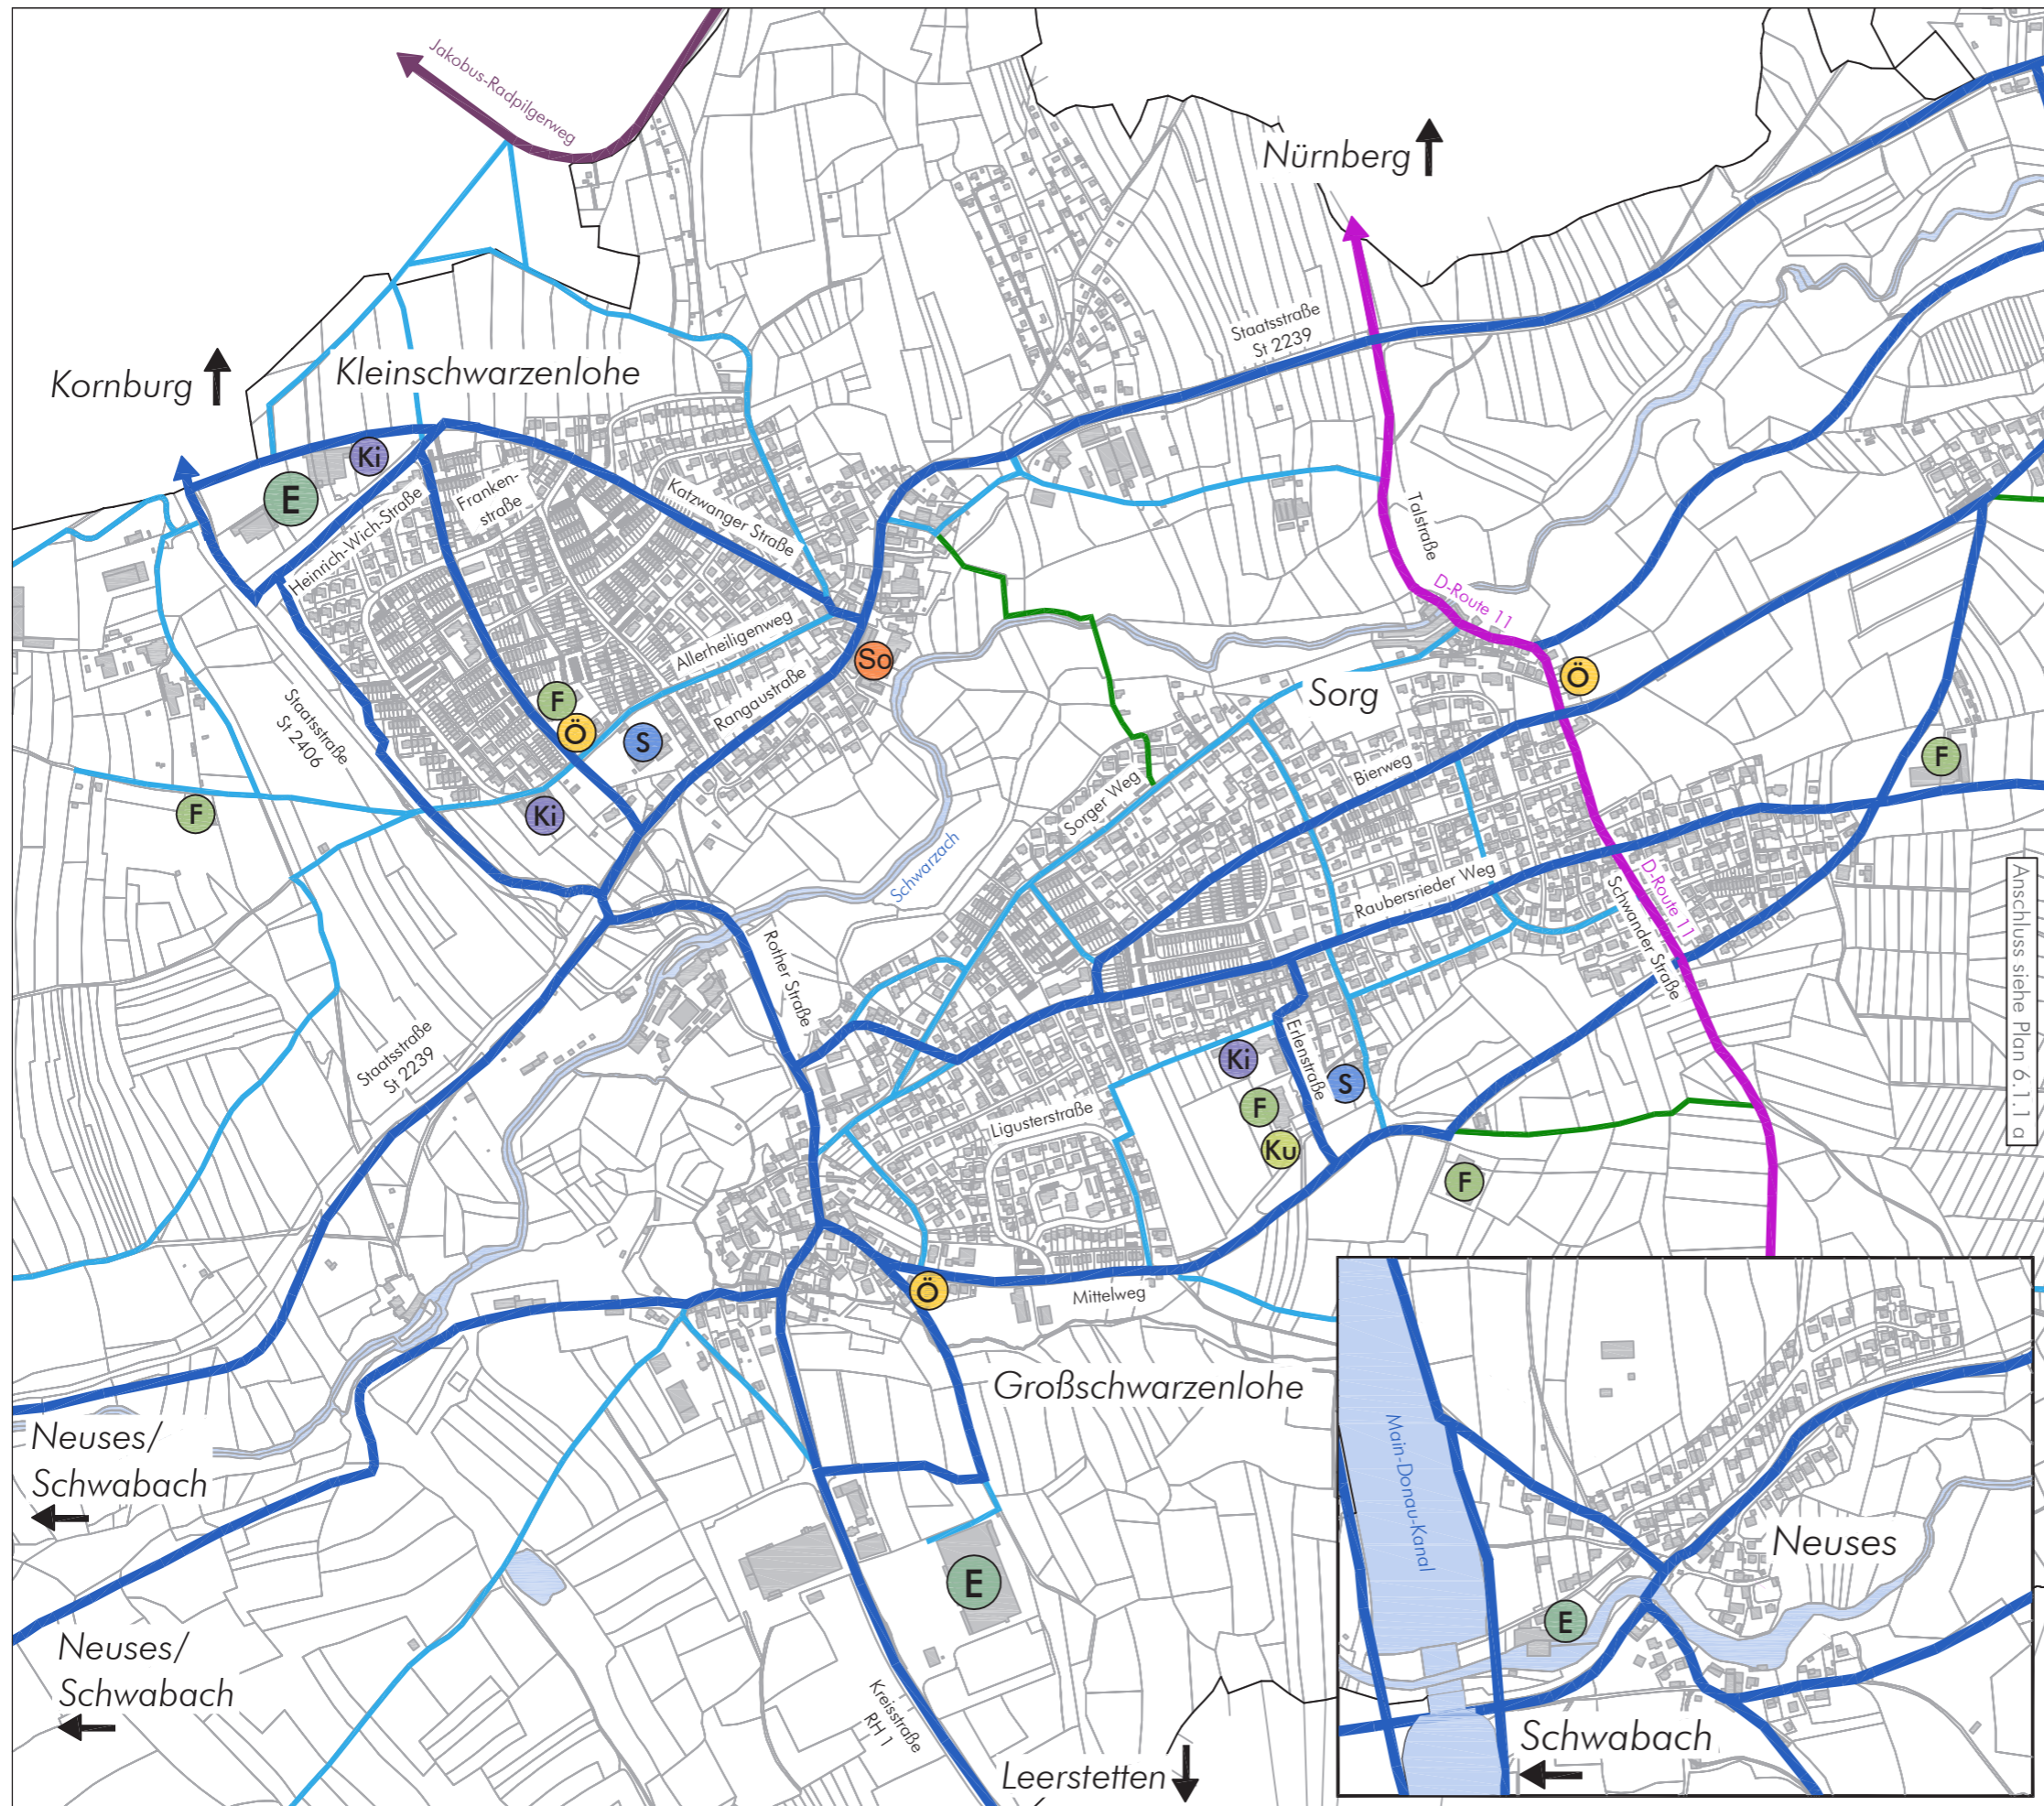 Jakobus-Radpilgerweg
Nürnberg
Staatsstraße
St 2239
Kornburg
Kleinschwarzenlohe
Ki
E
Heinrich-Wich-Straße
Franken-
straße
Katzwanger Straße
Talstraße
D-Route 11
Allerheiligenweg
So
Rangaustraße
F
Ö
S
Sorg
Ö
Staatsstraße
St 2406
F
Ki
Bierweg
F
Sorger Weg
Schwarzach
Raubersrieder Weg
D-Route 11
Schwander Straße
Anschluss siehe Plan 6.1.1 a
Rother Straße
Staatsstraße
St 2239
Erlenstraße
Ki
S
F
Ku
Ligusterstraße
F
Ö
Mittelweg
Großschwarzenlohe
Neuses/
Schwabach
Main-Donau-Kanal
Neuses
E
E
Neuses/
Schwabach
Kreisstraße
RH 1
Schwabach
Leerstetten